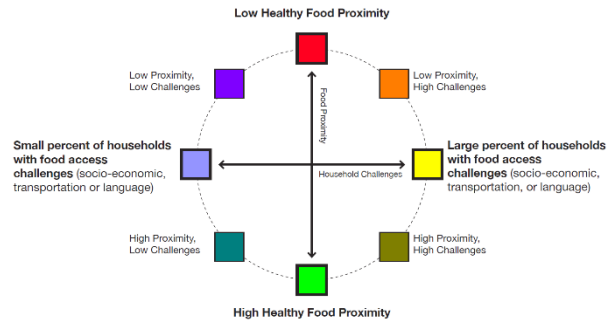 Low Healthy Food Proximity
Low Proximity,
Low Challenges
Low Proximity,
High Challenges
Food Proximity
Small percent of households
with food access
challenges (socio-economic,
transportation or language)
Household Challenges
Large percent of households
with food access
challenges (socio-economic,
transportation, or language)
High Proximity,
Low Challenges
High Proximity,
High Challenges
High Healthy Food Proximity